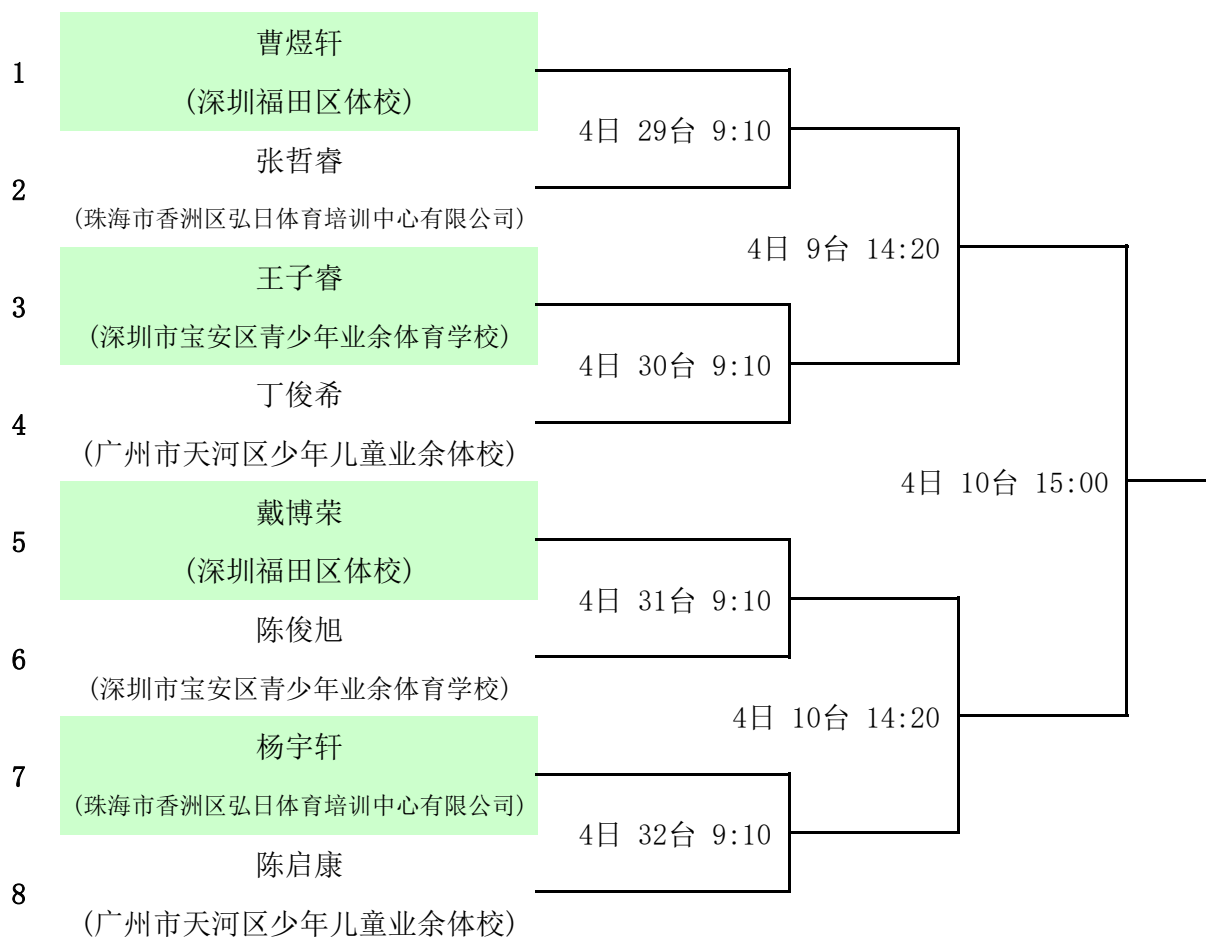 1
曹煜轩
(深圳福田区体校)
4日 29台 9:10
2
张哲睿
(珠海市香洲区弘日体育培训中心有限公司)
4日 9台 14:20
3
王子睿
(深圳市宝安区青少年业余体育学校)
4日 30台 9:10
4
丁俊希
(广州市天河区少年儿童业余体校)
4日 10台 15:00
5
戴博荣
(深圳福田区体校)
4日 31台 9:10
6
陈俊旭
(深圳市宝安区青少年业余体育学校)
4日 10台 14:20
7
杨宇轩
(珠海市香洲区弘日体育培训中心有限公司)
4日 32台 9:10
8
陈启康
(广州市天河区少年儿童业余体校)